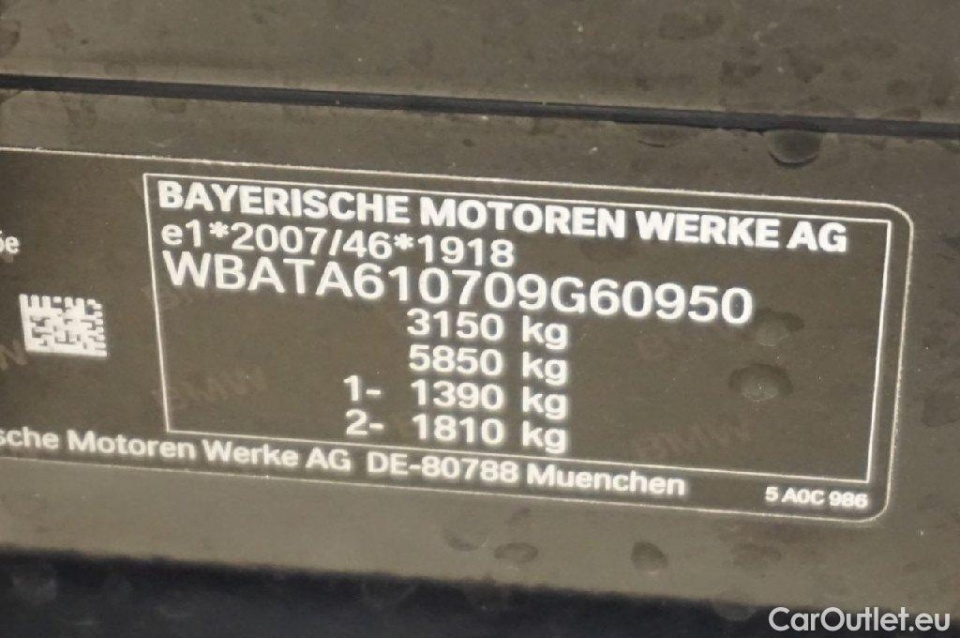 BAYERISCHE MOTOREN WERKE AG
e1*2007/46*1918
WBATA610709G60950
3150 kg
5850 kg
1- 1390 kg
2- 1810 kg
Motoren Werke AG DE-80788 Muenchen
5 A0C 986
CarOutlet.eu